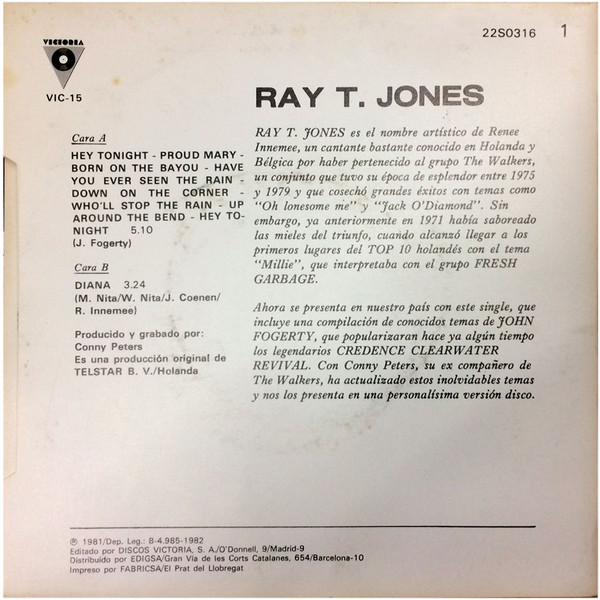 VICTORIA
VIC-15
22S0316 1
RAY T. JONES
Cara A
HEY TONIGHT - PROUD MARY -
BORN ON THE BAYOU - HAVE
YOU EVER SEEN THE RAIN -
DOWN ON THE CORNER -
WHO'LL STOP THE RAIN - UP
AROUND THE BEND - HEY TO-
NIGHT 5.10
(J. Fogerty)
Cara B
DIANA 3.24
(M. Nita/W. Nita/J. Coenen/
R. Innemee)
Producido y grabado por:
Conny Peters
Es una producción original de
TELSTAR B. V./Holanda
RAY T. JONES es el nombre artístico de Renee
Innemee, un cantante bastante conocido en Holanda y
Bélgica por haber pertenecido al grupo The Walkers,
un conjunto que tuvo su época de esplendor entre 1975
y 1979 y que cosechó grandes éxitos con temas como
"Oh lonesome me" y "Jack O'Diamond". Sin
embargo, ya anteriormente en 1971 había saboreado
las mieles del triunfo, cuando alcanzó llegar a los
primeros lugares del TOP 10 holandés con el tema
"Millie", que interpretaba con el grupo FRESH
GARBAGE.
Ahora se presenta en nuestro país con este single, que
incluye una compilación de conocidos temas de JOHN
FOGERTY, que popularizaran hace ya algún tiempo
los legendarios CREDENCE CLEARWATER
REVIVAL. Con Conny Peters, su ex compañero de
The Walkers, ha actualizado estos inolvidables temas
y nos los presenta en una personalísima versión disco.
℗ 1981/Dep. Leg.: B-4.985-1982
Editado por DISCOS VICTORIA, S. A./O'Donnell, 9/Madrid-9
Distribuido por EDIGSA/Gran Vía de les Corts Catalanes, 654/Barcelona-10
Impreso por FABRICSA/El Prat del Llobregat